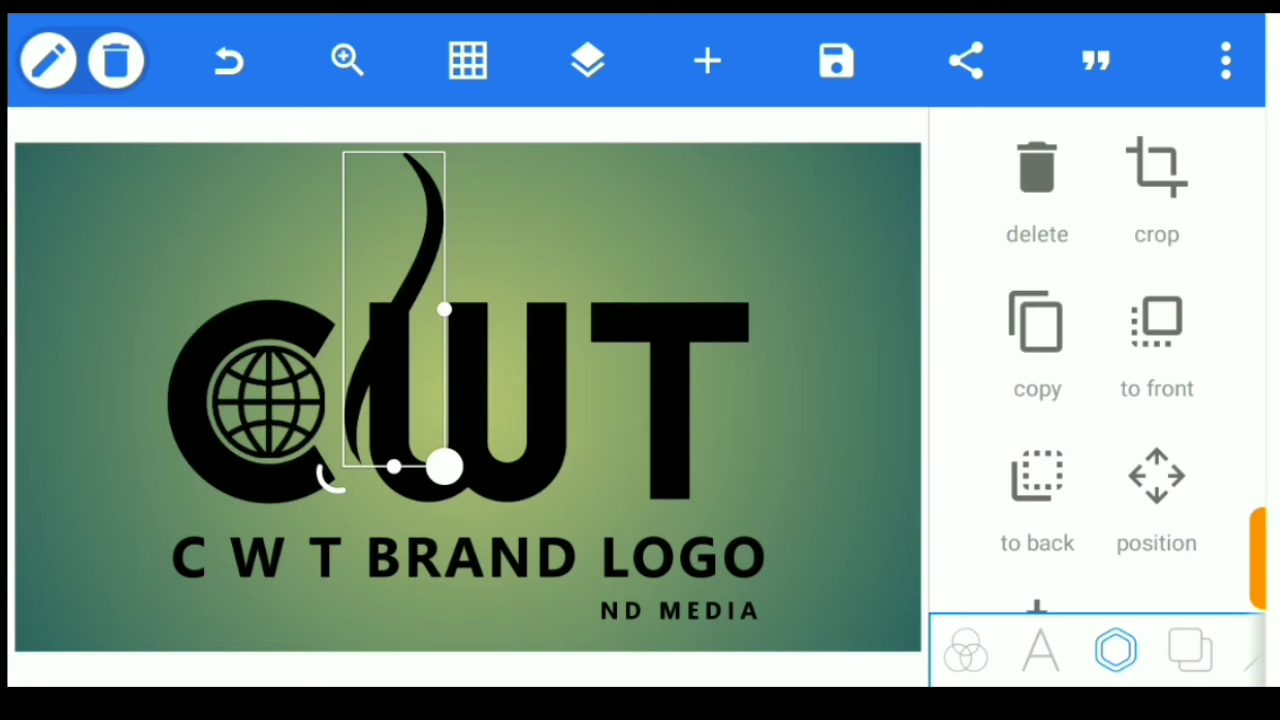 delete crop
CWT
copy to front
to back position
C W T BRAND LOGO
ND MEDIA